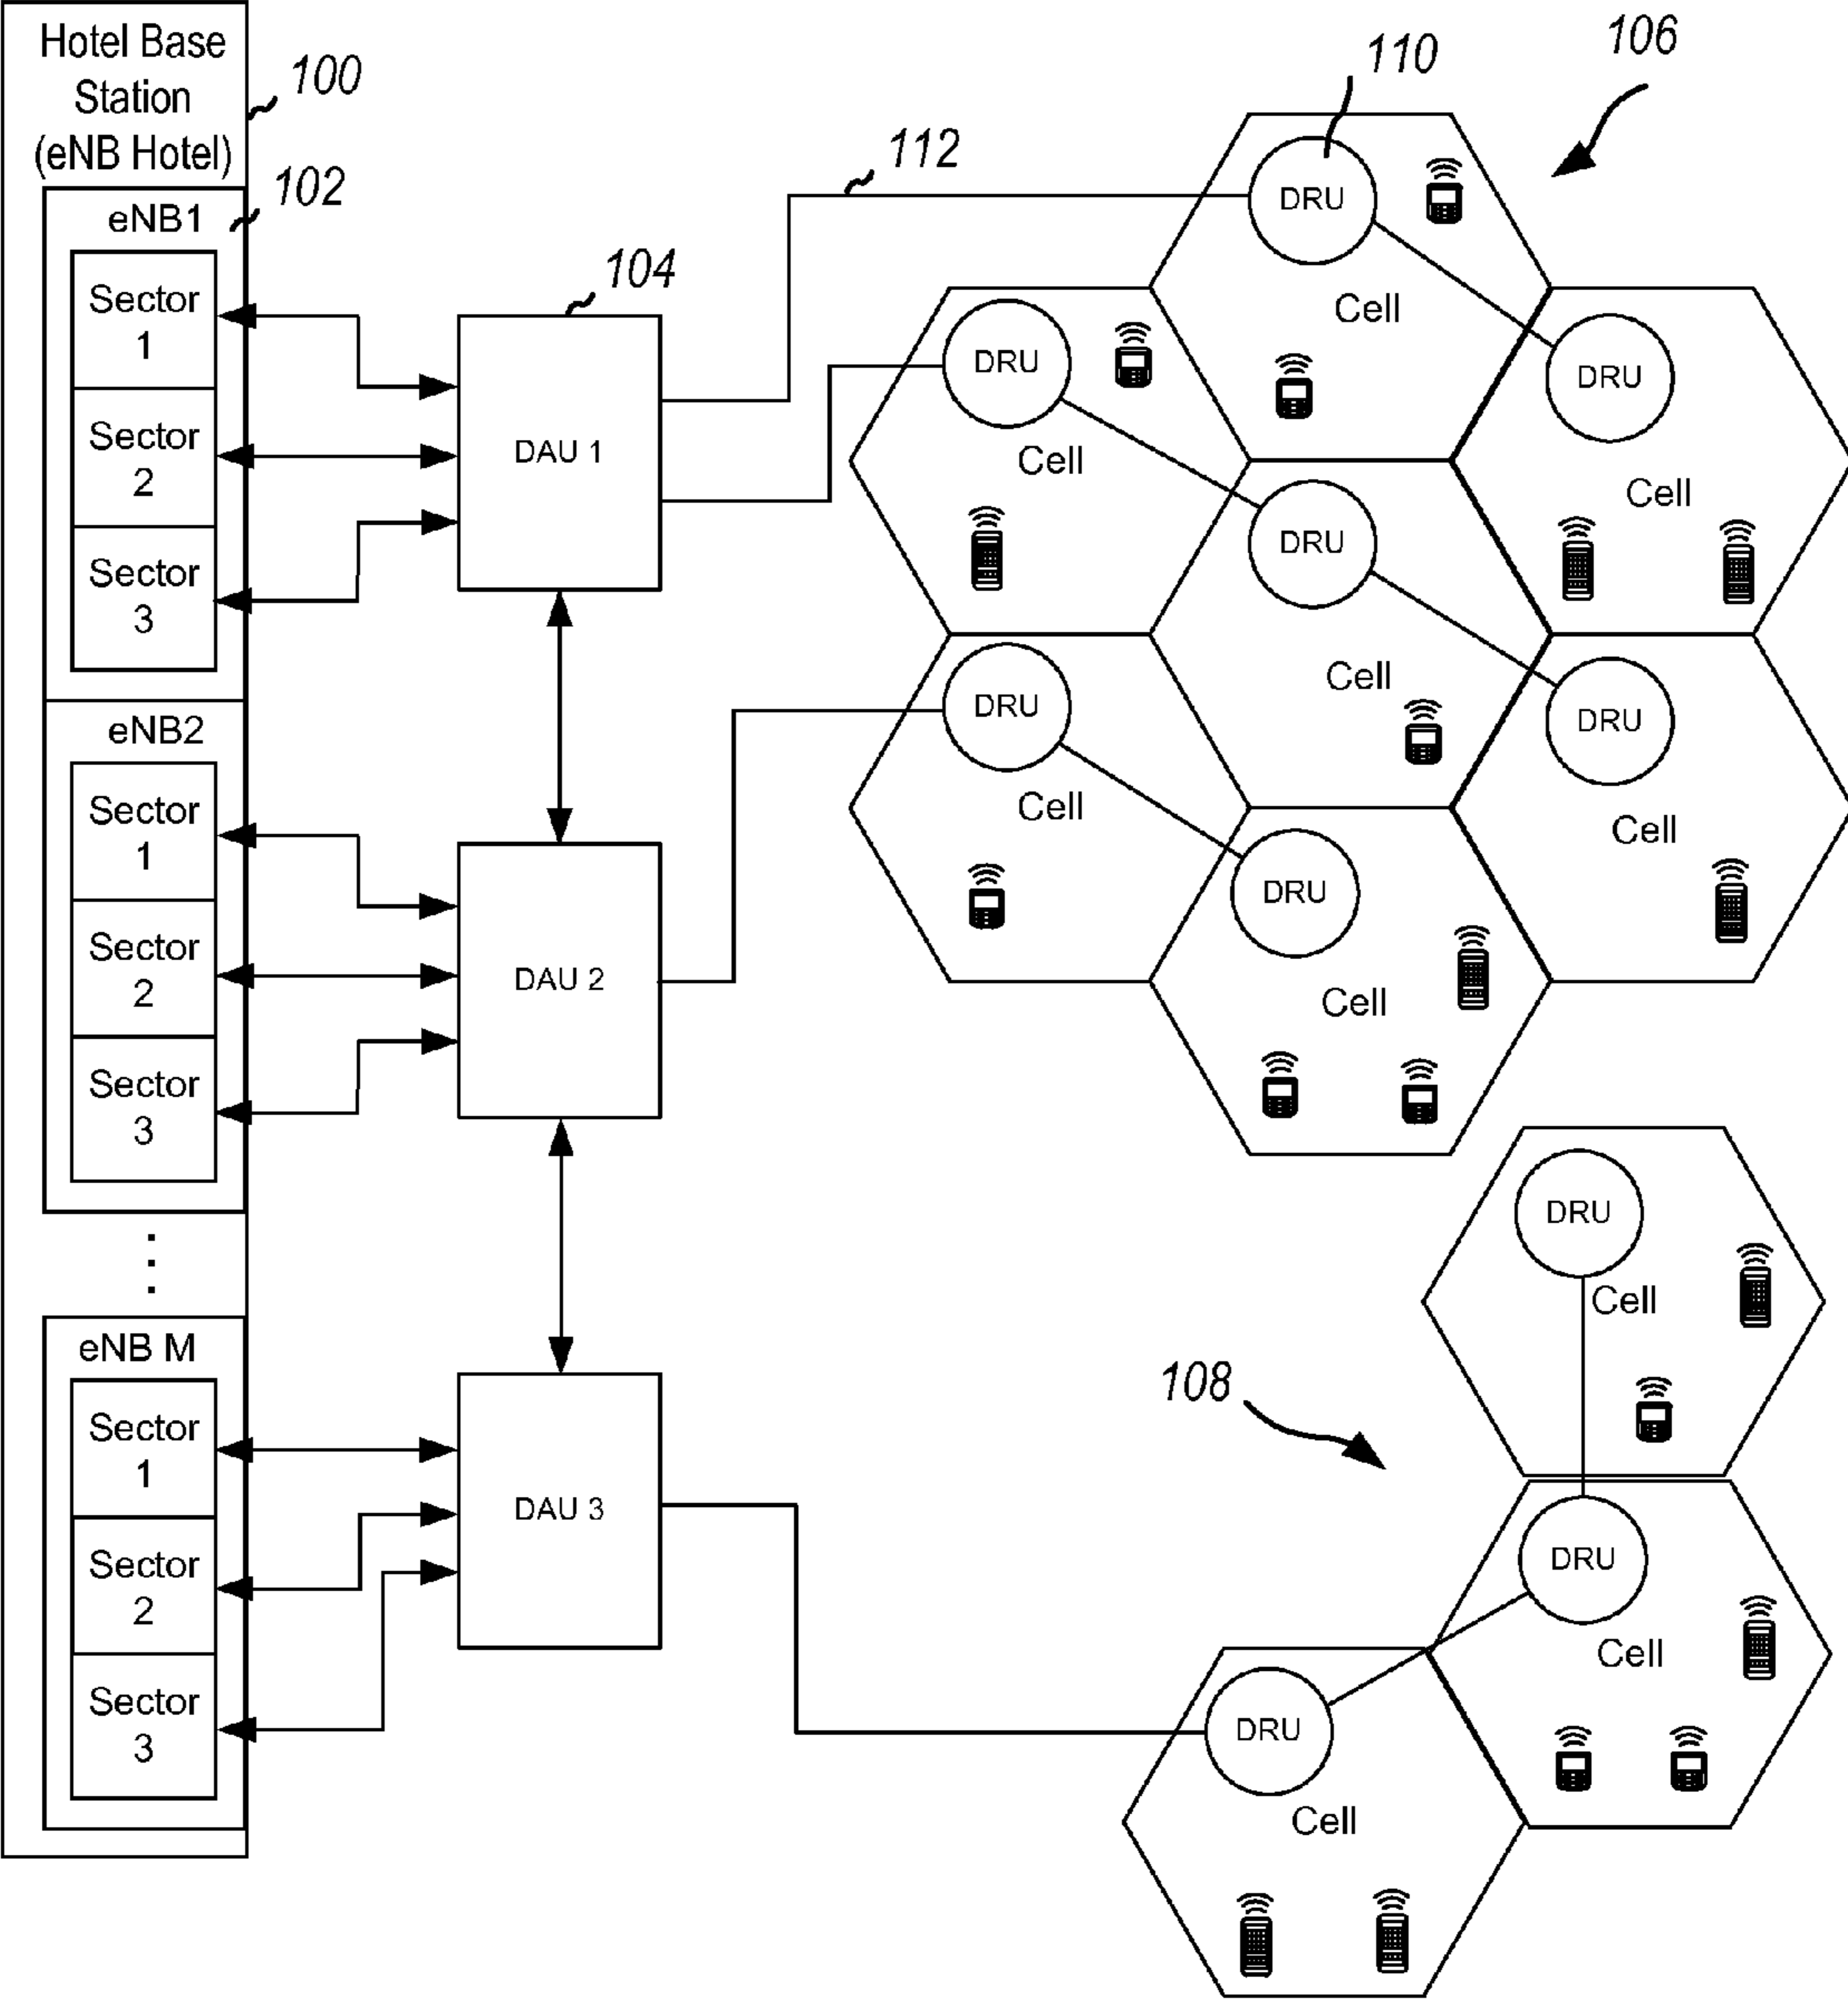 Hotel Base
Station
(eNB Hotel)
100
102
eNB1
Sector
1
Sector
2
Sector
3
eNB2
Sector
1
Sector
2
Sector
3
eNB M
Sector
1
Sector
2
Sector
3
104
DAU 1
DAU 2
DAU 3
112
110
106
DRU
Cell
DRU
Cell
DRU
Cell
DRU
Cell
DRU
Cell
DRU
Cell
DRU
Cell
108
DRU
Cell
DRU
Cell
DRU
Cell